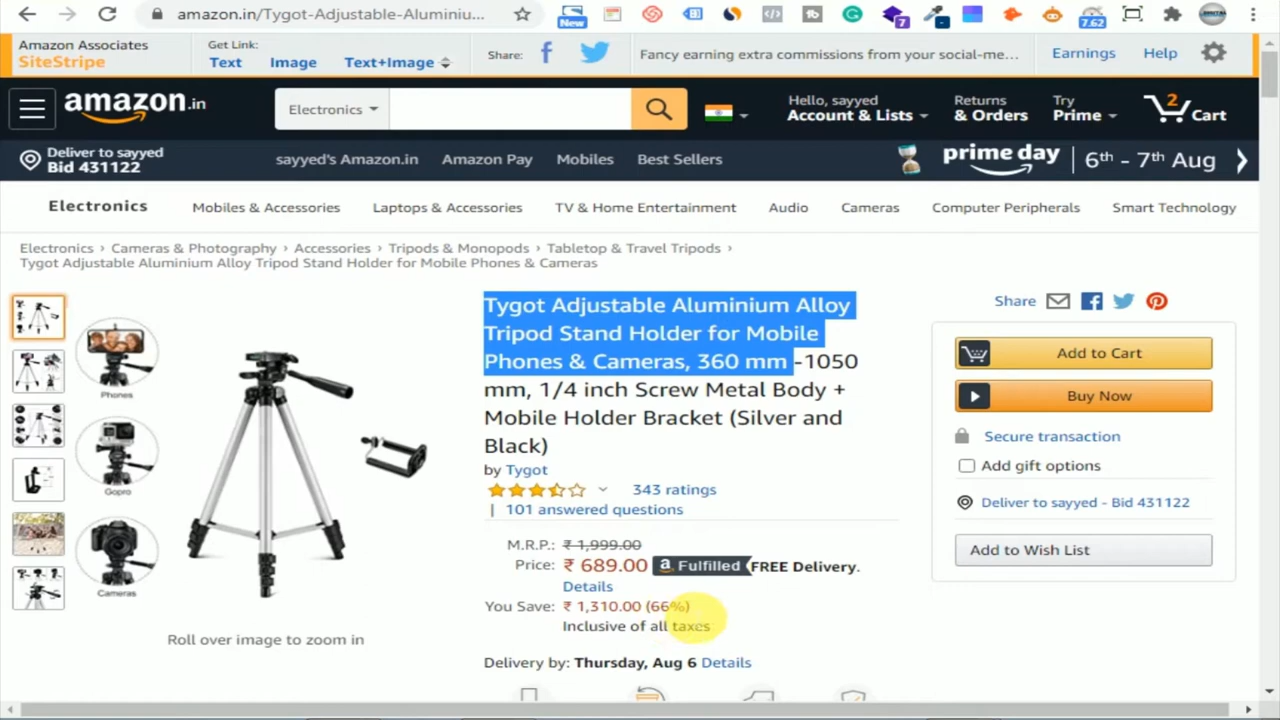 amazon.in/Tygot-Adjustable-Aluminiu...
New
7
7.62
Amazon Associates
SiteStripe
Get Link:
Text
Image
Text+Image
Share:
Fancy earning extra commissions from your social-me...
Earnings
Help
amazon.in
Electronics
Hello, sayyed
Account & Lists
Returns
& Orders
Try
Prime
2
Cart
Deliver to sayyed
Bid 431122
sayyed's Amazon.in
Amazon Pay
Mobiles
Best Sellers
prime day
6th - 7th Aug
Electronics
Mobiles & Accessories
Laptops & Accessories
TV & Home Entertainment
Audio
Cameras
Computer Peripherals
Smart Technology
Electronics › Cameras & Photography › Accessories › Tripods & Monopods › Tabletop & Travel Tripods ›
Tygot Adjustable Aluminium Alloy Tripod Stand Holder for Mobile Phones & Cameras
Phones
Gopro
Cameras
Roll over image to zoom in
Tygot Adjustable Aluminium Alloy
Tripod Stand Holder for Mobile
Phones & Cameras, 360 mm -1050
mm, 1/4 inch Screw Metal Body +
Mobile Holder Bracket (Silver and
Black)
by Tygot
343 ratings
| 101 answered questions
M.R.P.: ₹ 1,999.00
Price: ₹ 689.00 a Fulfilled FREE Delivery.
Details
You Save: ₹ 1,310.00 (66%)
Inclusive of all taxes
Delivery by: Thursday, Aug 6 Details
Share
Add to Cart
Buy Now
Secure transaction
Add gift options
Deliver to sayyed - Bid 431122
Add to Wish List